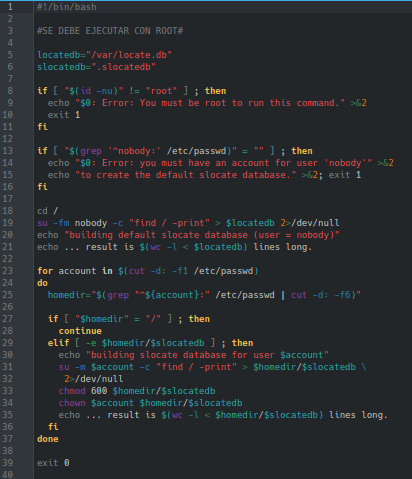 1 #!/bin/bash
2
3 #SE DEBE EJECUTAR CON ROOT#
4
5 locatedb="/var/locate.db"
6 slocatedb=".slocatedb"
7
8 if [ "$(id -nu)" != "root" ] ; then
9 echo "$0: Error: You must be root to run this command." >&2
10 exit 1
11 fi
12
13 if [ "$(grep '^nobody:' /etc/passwd)" = "" ] ; then
14 echo "$0: Error: you must have an account for user 'nobody'" >&2
15 echo "to create the default slocate database." >&2; exit 1
16 fi
17
18 cd /
19 su -fm nobody -c "find / -print" > $locatedb 2>/dev/null
20 echo "building default slocate database (user = nobody)"
21 echo ... result is $(wc -l < $locatedb) lines long.
22
23 for account in $(cut -d: -f1 /etc/passwd)
24 do
25 homedir="$(grep "^${account}:" /etc/passwd | cut -d: -f6)"
26
27 if [ "$homedir" = "/" ] ; then
28 continue
29 elif [ -e $homedir/$slocatedb ] ; then
30 echo "building slocate database for user $account"
31 su -m $account -c "find / -print" > $homedir/$slocatedb \
32 2>/dev/null
33 chmod 600 $homedir/$slocatedb
34 chown $account $homedir/$slocatedb
35 echo ... result is $(wc -l < $homedir/$slocatedb) lines long.
36 fi
37 done
38
39 exit 0
40